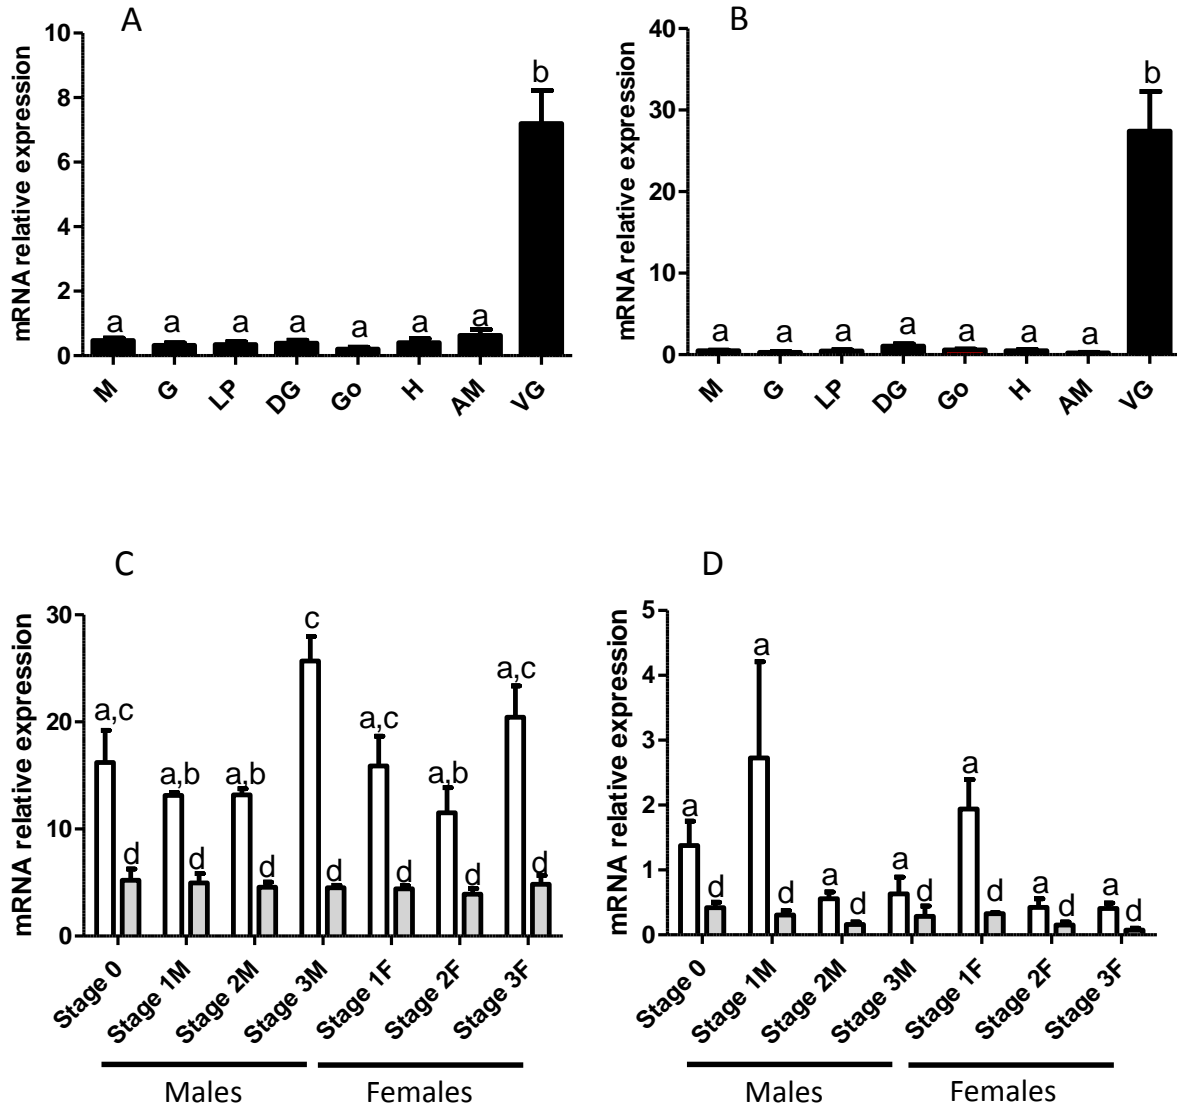 A
mRNA relative expression
10
8
6
4
2
0
a a a a a a a b
M G LP DG Go H AM VG
B
mRNA relative expression
40
30
20
10
0
a a a a a a a b
M G LP DG Go H AM VG
C
mRNA relative expression
30
20
10
0
a,c a,b a,b c a,c a,b a,c
d d d d d d d
Stage 0 Stage 1M Stage 2M Stage 3M Stage 1F Stage 2F Stage 3F
Males Females
D
mRNA relative expression
5
4
3
2
1
0
a a a a a a a
d d d d d d d
Stage 0 Stage 1M Stage 2M Stage 3M Stage 1F Stage 2F Stage 3F
Males Females